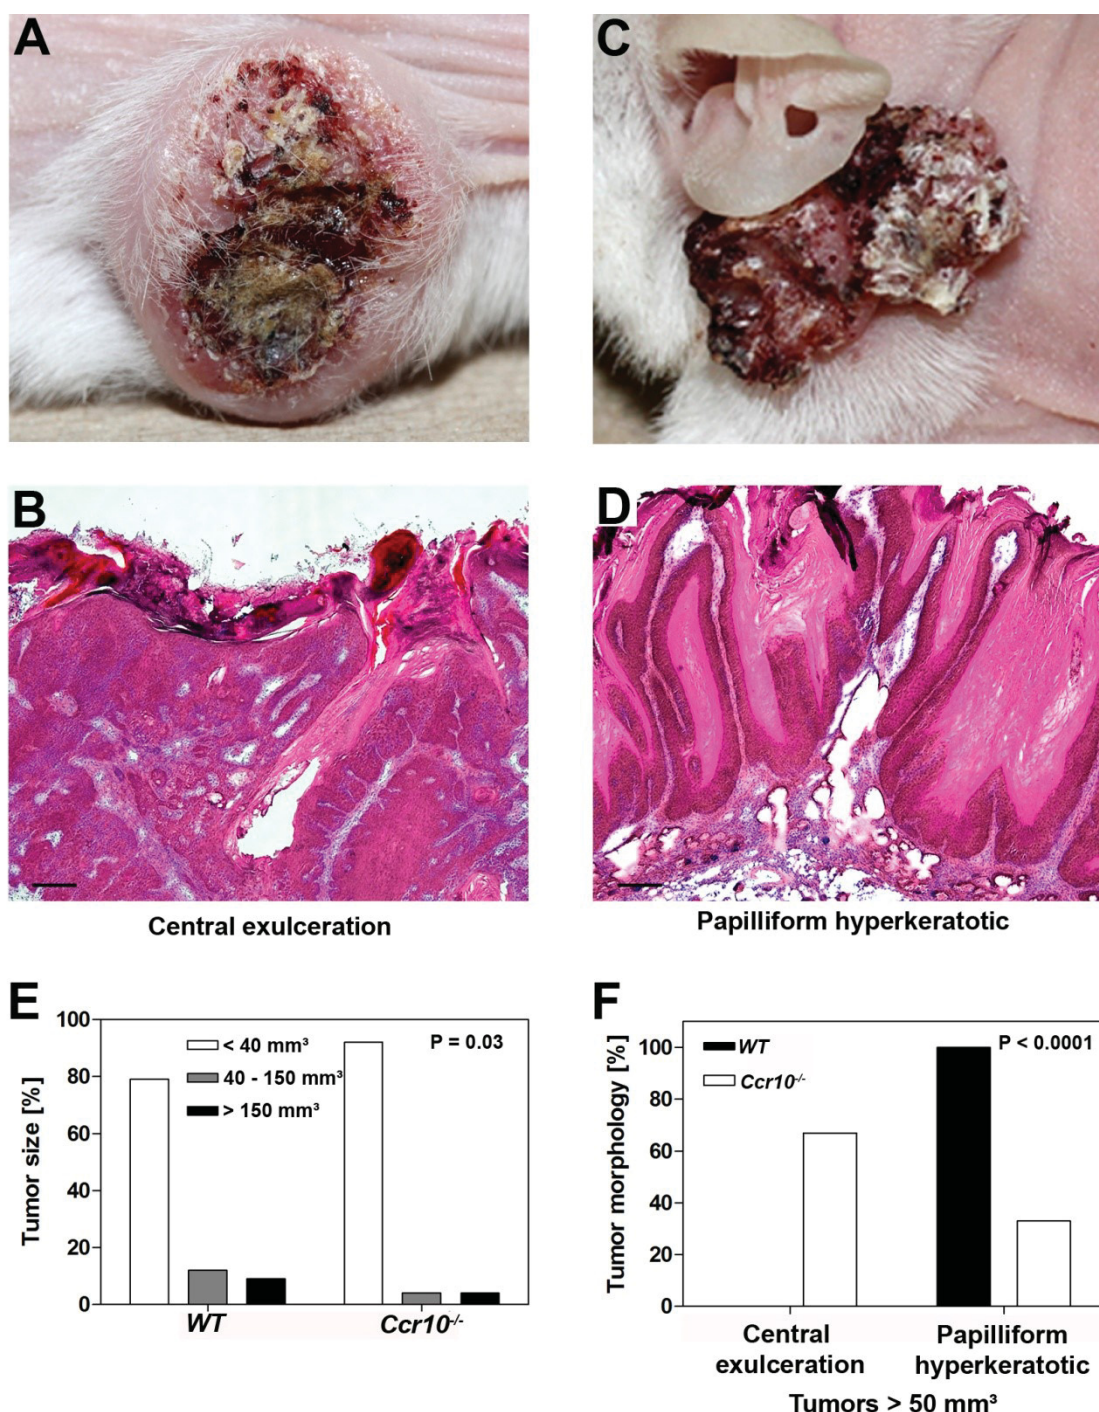 A
C
B
D
Central exulceration
Papilliform hyperkeratotic
E
100
80
60
40
20
0
Tumor size [%]
< 40 mm³
40 - 150 mm³
> 150 mm³
P = 0.03
WT
Ccr10-/-
F
100
80
60
40
20
0
Tumor morphology [%]
WT
Ccr10-/-
P < 0.0001
Central
exulceration
Papilliform
hyperkeratotic
Tumors > 50 mm³